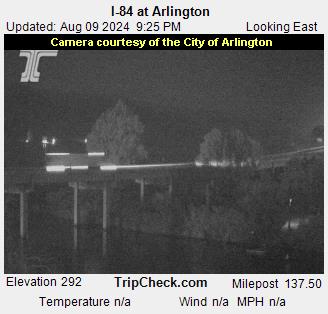 I-84 at Arlington
Updated: Aug 09 2024 9:25 PM Looking East
Camera courtesy of the City of Arlington
Elevation 292 TripCheck.com Milepost 137.50
Temperature n/a Wind n/a MPH n/a